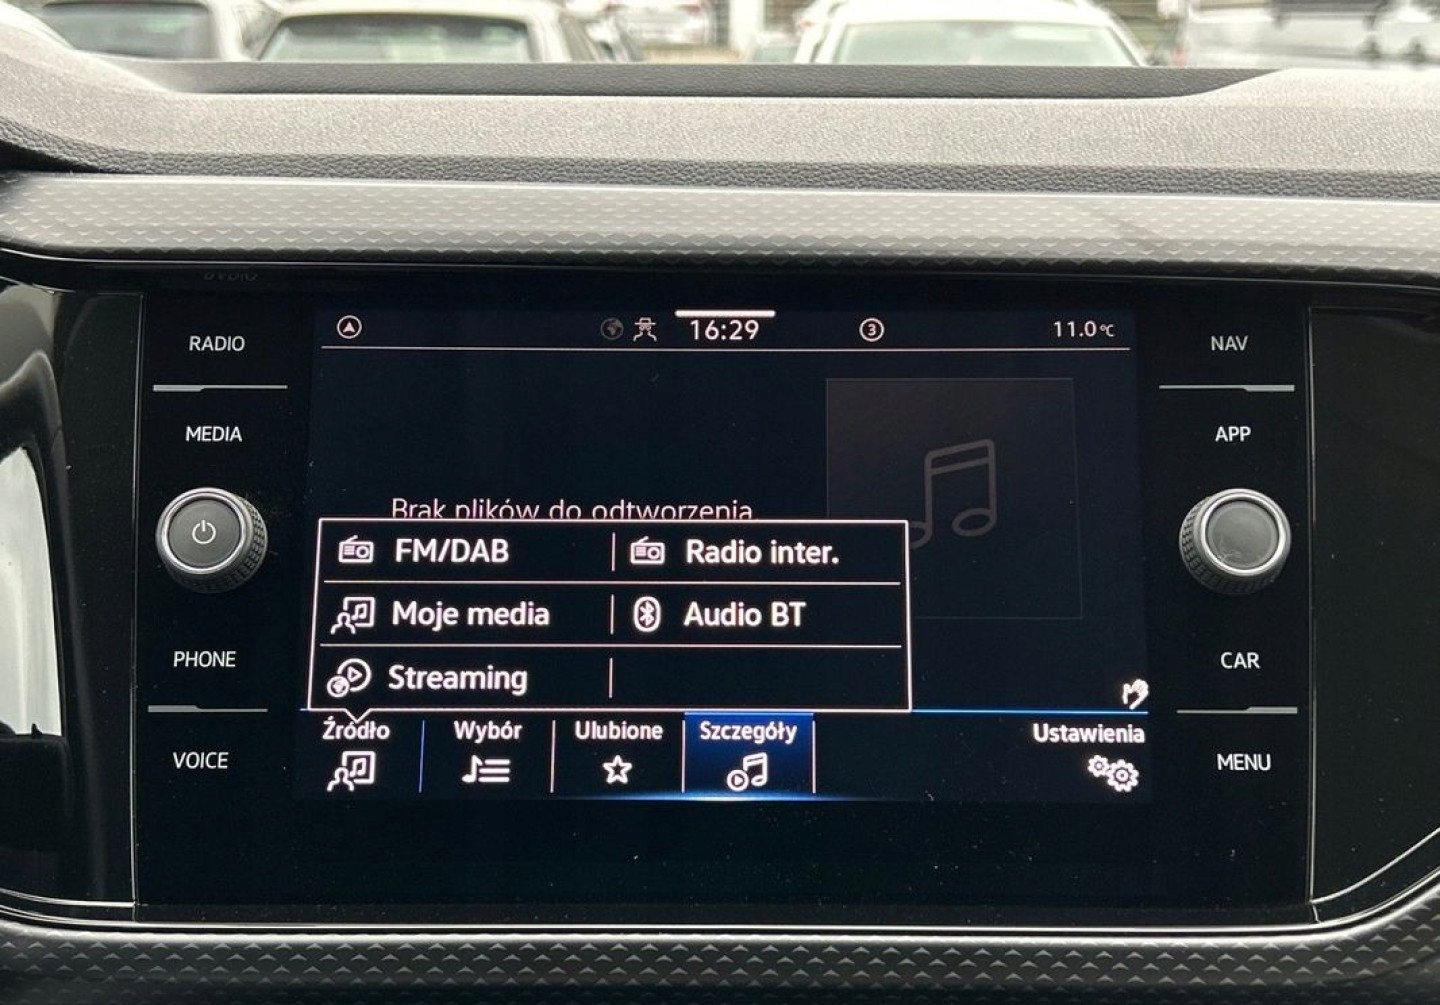 RADIO
MEDIA
PHONE
VOICE
16:29
3
11.0°C
Brak plików do odtworzenia.
FM/DAB
Radio inter.
Moje media
Audio BT
Streaming
Źródło
Wybór
Ulubione
Szczegóły
Ustawienia
NAV
APP
CAR
MENU